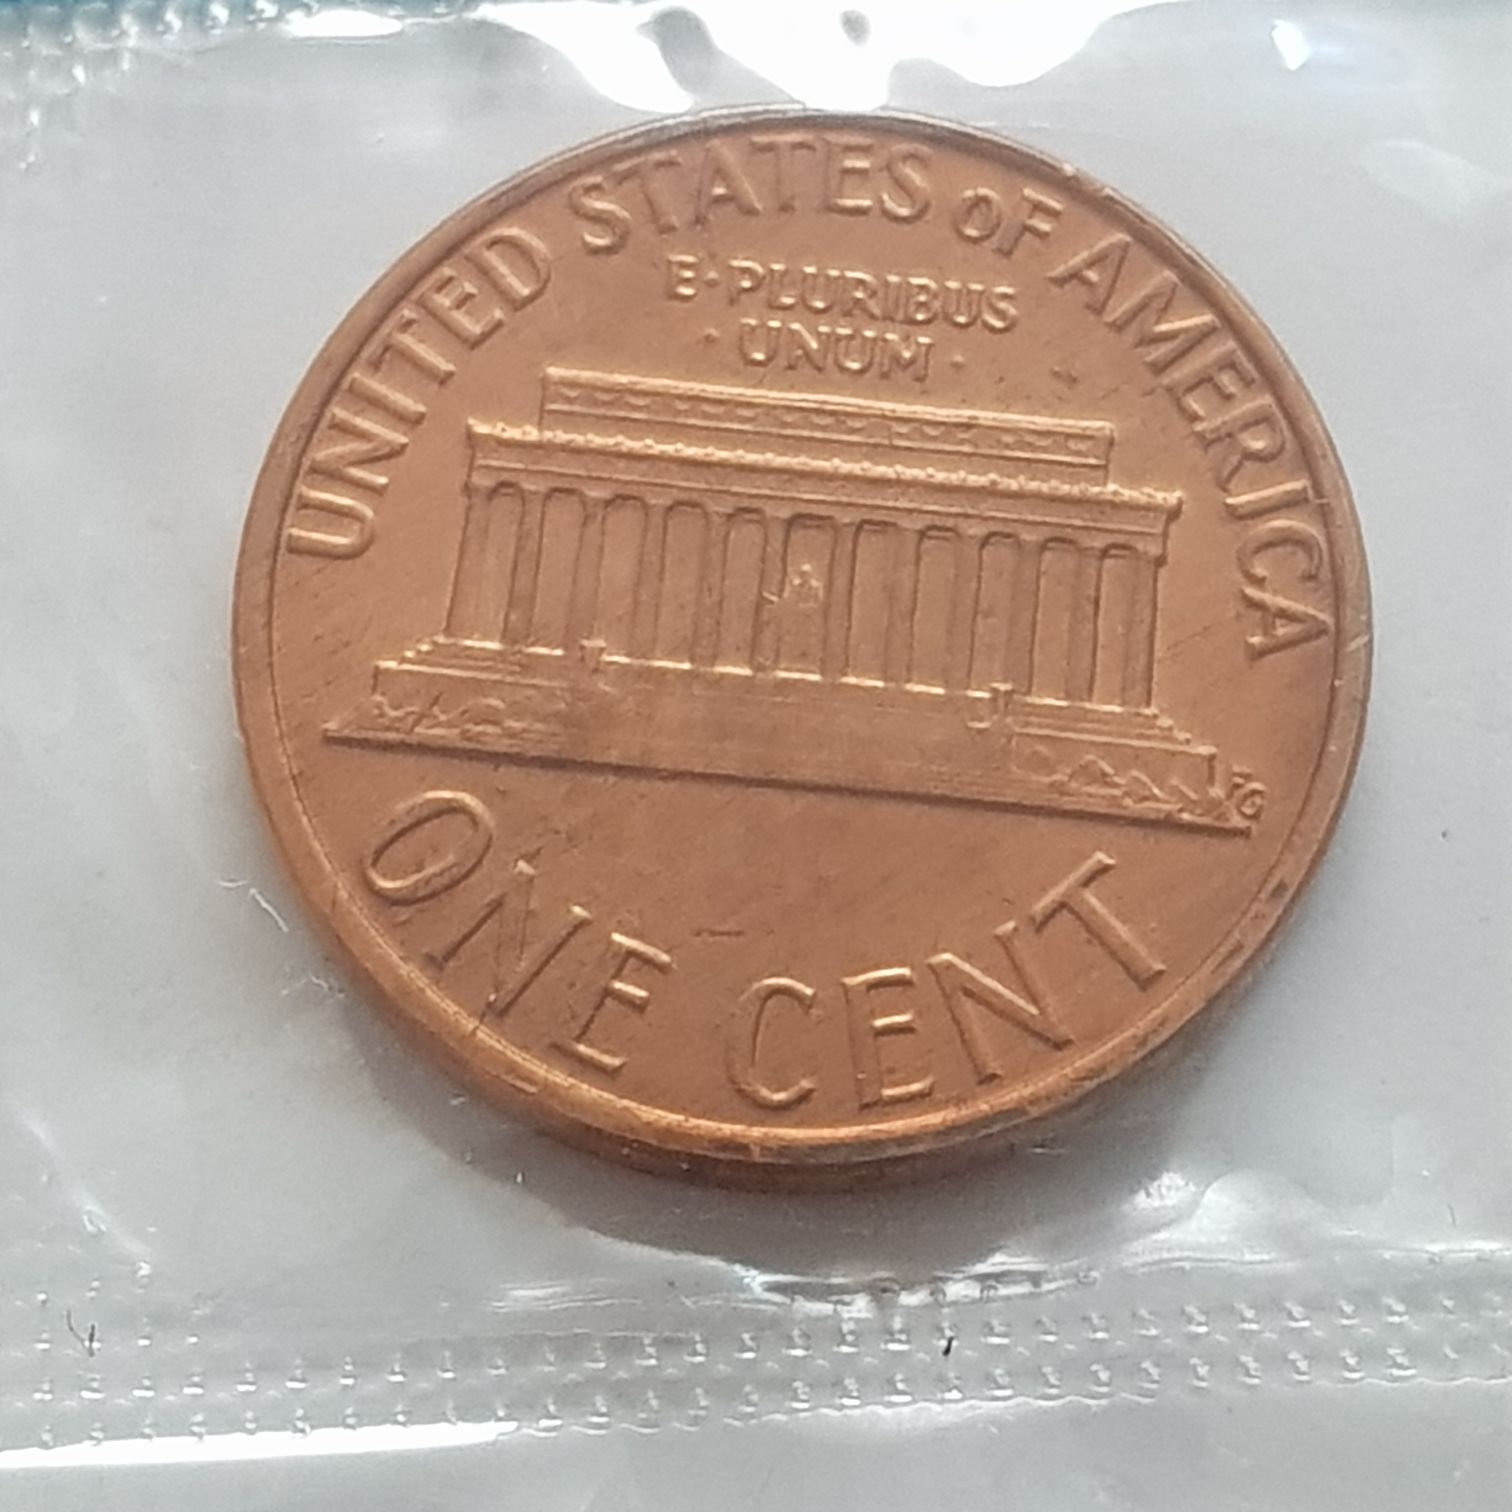 UNITED STATES OF AMERICA
E·PLURIBUS
·UNUM·
FG
ONE CENT